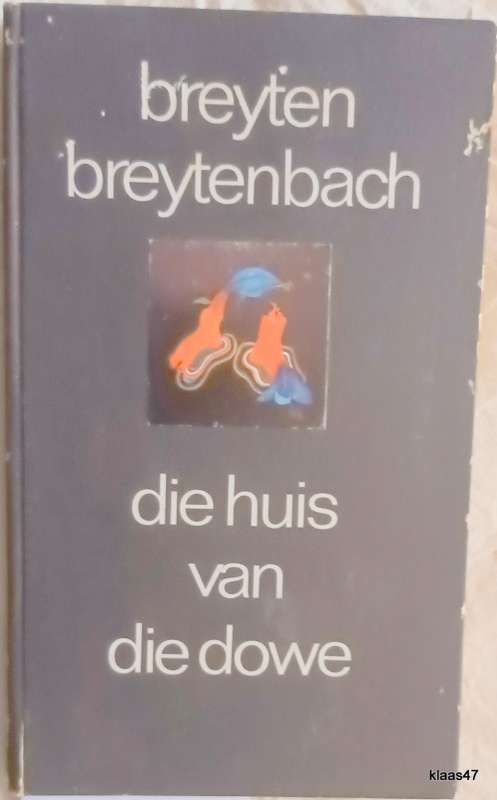 breyten
breytenbach
die huis
van
die dowe
klaas47